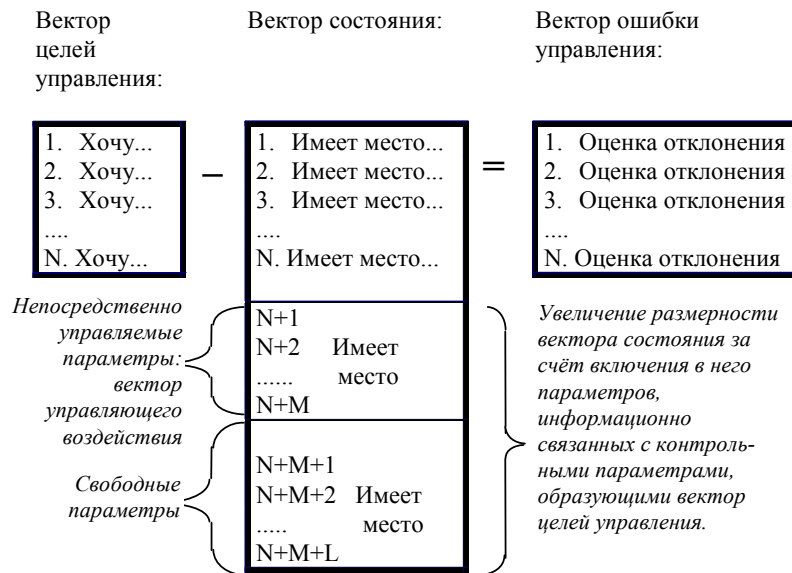 Вектор
целей
управления:
Вектор состояния:
Вектор ошибки
управления:
1. Хочу...
2. Хочу...
3. Хочу...
....
N. Хочу...
–
1. Имеет место...
2. Имеет место...
3. Имеет место...
....
N. Имеет место...
=
1. Оценка отклонения
2. Оценка отклонения
3. Оценка отклонения
....
N. Оценка отклонения
Непосредственно
управляемые
параметры:
вектор
управляющего
воздействия
N+1
N+2 Имеет
...... место
N+M
Свободные
параметры
N+M+1
N+M+2 Имеет
..... место
N+M+L
Увеличение размерности
вектора состояния за
счёт включения в него
параметров,
информационно
связанных с контроль-
ными параметрами,
образующими вектор
целей управления.